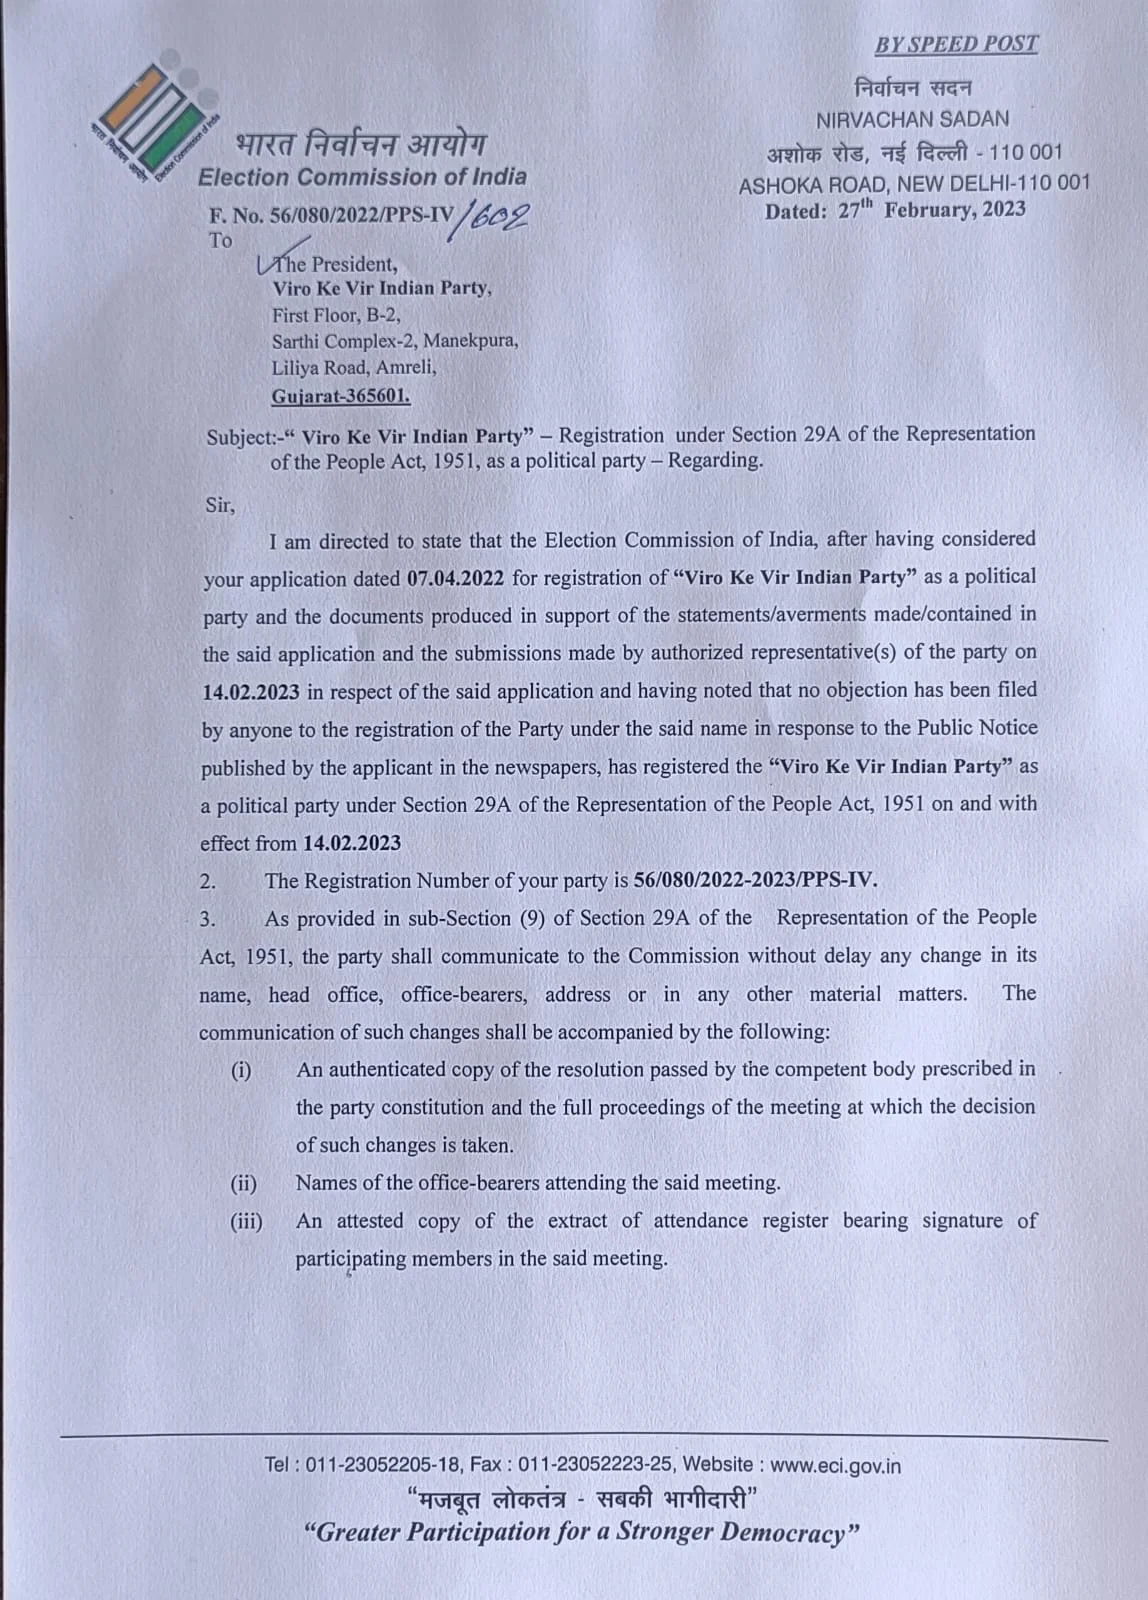 BY SPEED POST
निर्वाचन सदन
NIRVACHAN SADAN
अशोक रोड, नई दिल्ली - 110 001
ASHOKA ROAD, NEW DELHI-110 001
Dated: 27th February, 2023
भारत निर्वाचन आयोग
Election Commission of India
भारत निर्वाचन आयोग
Election Commission of India
F. No. 56/080/2022/PPS-IV/602
To
The President,
Viro Ke Vir Indian Party,
First Floor, B-2,
Sarthi Complex-2, Manekpura,
Liliya Road, Amreli,
Gujarat-365601.
Subject:-“ Viro Ke Vir Indian Party” – Registration under Section 29A of the Representation
of the People Act, 1951, as a political party – Regarding.
Sir,
I am directed to state that the Election Commission of India, after having considered
your application dated 07.04.2022 for registration of “Viro Ke Vir Indian Party” as a political
party and the documents produced in support of the statements/averments made/contained in
the said application and the submissions made by authorized representative(s) of the party on
14.02.2023 in respect of the said application and having noted that no objection has been filed
by anyone to the registration of the Party under the said name in response to the Public Notice
published by the applicant in the newspapers, has registered the “Viro Ke Vir Indian Party” as
a political party under Section 29A of the Representation of the People Act, 1951 on and with
effect from 14.02.2023
2. The Registration Number of your party is 56/080/2022-2023/PPS-IV.
3. As provided in sub-Section (9) of Section 29A of the Representation of the People
Act, 1951, the party shall communicate to the Commission without delay any change in its
name, head office, office-bearers, address or in any other material matters. The
communication of such changes shall be accompanied by the following:
(i) An authenticated copy of the resolution passed by the competent body prescribed in
the party constitution and the full proceedings of the meeting at which the decision
of such changes is taken.
(ii) Names of the office-bearers attending the said meeting.
(iii) An attested copy of the extract of attendance register bearing signature of
participating members in the said meeting.
Tel : 011-23052205-18, Fax : 011-23052223-25, Website : www.eci.gov.in
“मजबूत लोकतंत्र - सबकी भागीदारी”
“Greater Participation for a Stronger Democracy”